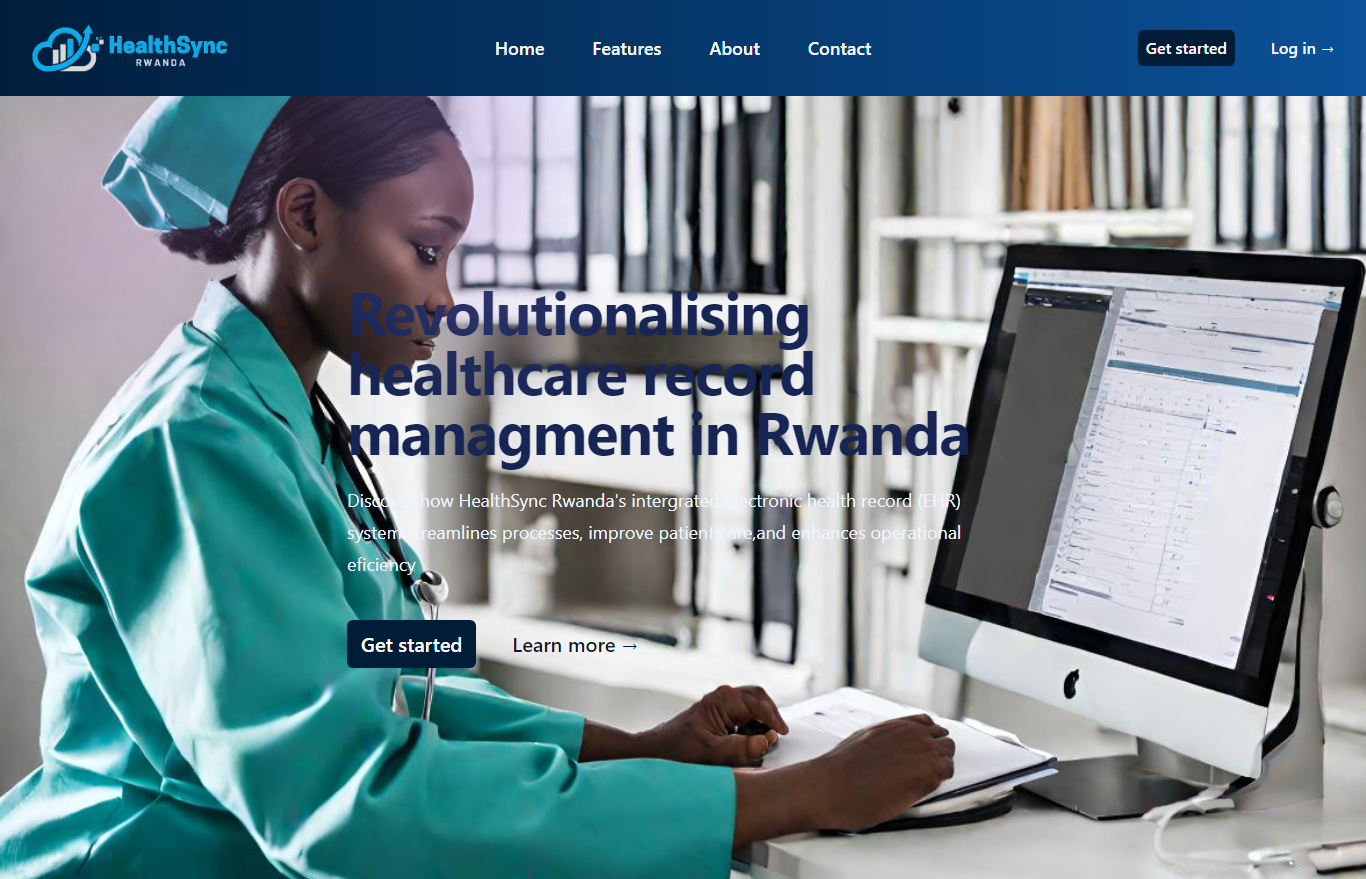 HealthSync
RWANDA
Home Features About Contact
Get started Log in →
Revolutionalising
healthcare record
managment in Rwanda
Discover how HealthSync Rwanda's intergrated electronic health record (EHR)
system streamlines processes, improve patient care,and enhances operational
eficiency
Get started Learn more →